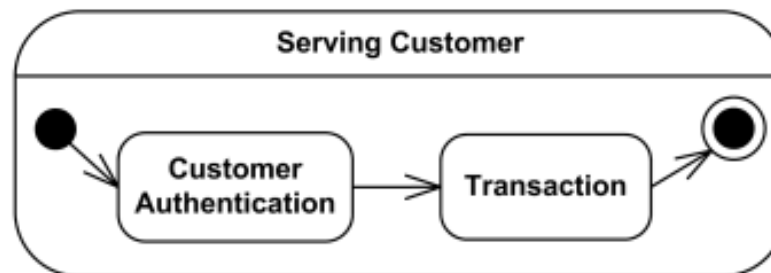 Serving Customer
Customer
Authentication
Transaction